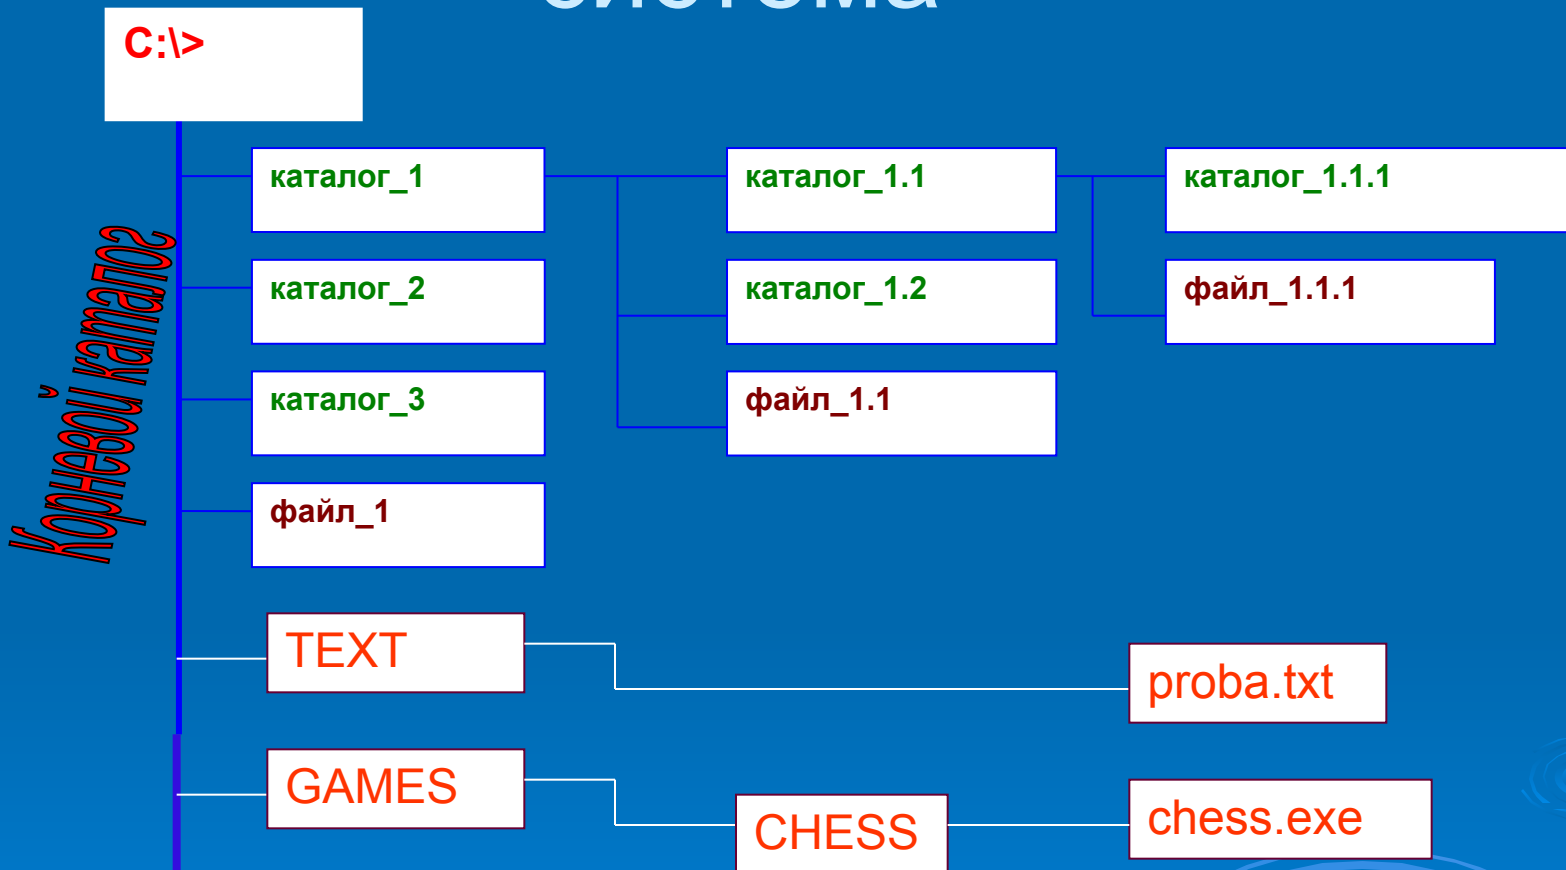 система
C:\>
каталог_1
каталог_1.1
каталог_1.1.1
каталог_2
каталог_1.2
файл_1.1.1
каталог_3
файл_1.1
файл_1
Корневой каталог
TEXT
proba.txt
GAMES
CHESS
chess.exe